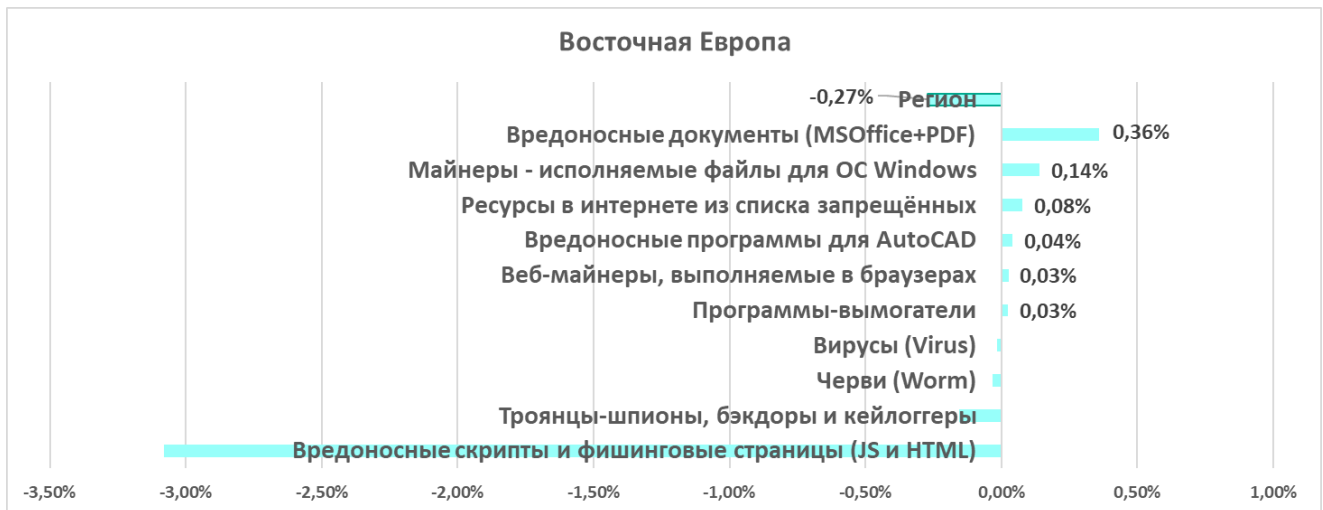 Восточная Европа
-0,27% Регион
Вредоносные документы (MSOffice+PDF) 0,36%
Майнеры - исполняемые файлы для ОС Windows 0,14%
Ресурсы в интернете из списка запрещённых 0,08%
Вредоносные программы для AutoCAD 0,04%
Веб-майнеры, выполняемые в браузерах 0,03%
Программы-вымогатели 0,03%
Вирусы (Virus)
Черви (Worm)
Троянцы-шпионы, бэкдоры и кейлоггеры
Вредоносные скрипты и фишинговые страницы (JS и HTML)
-3,50% -3,00% -2,50% -2,00% -1,50% -1,00% -0,50% 0,00% 0,50% 1,00%